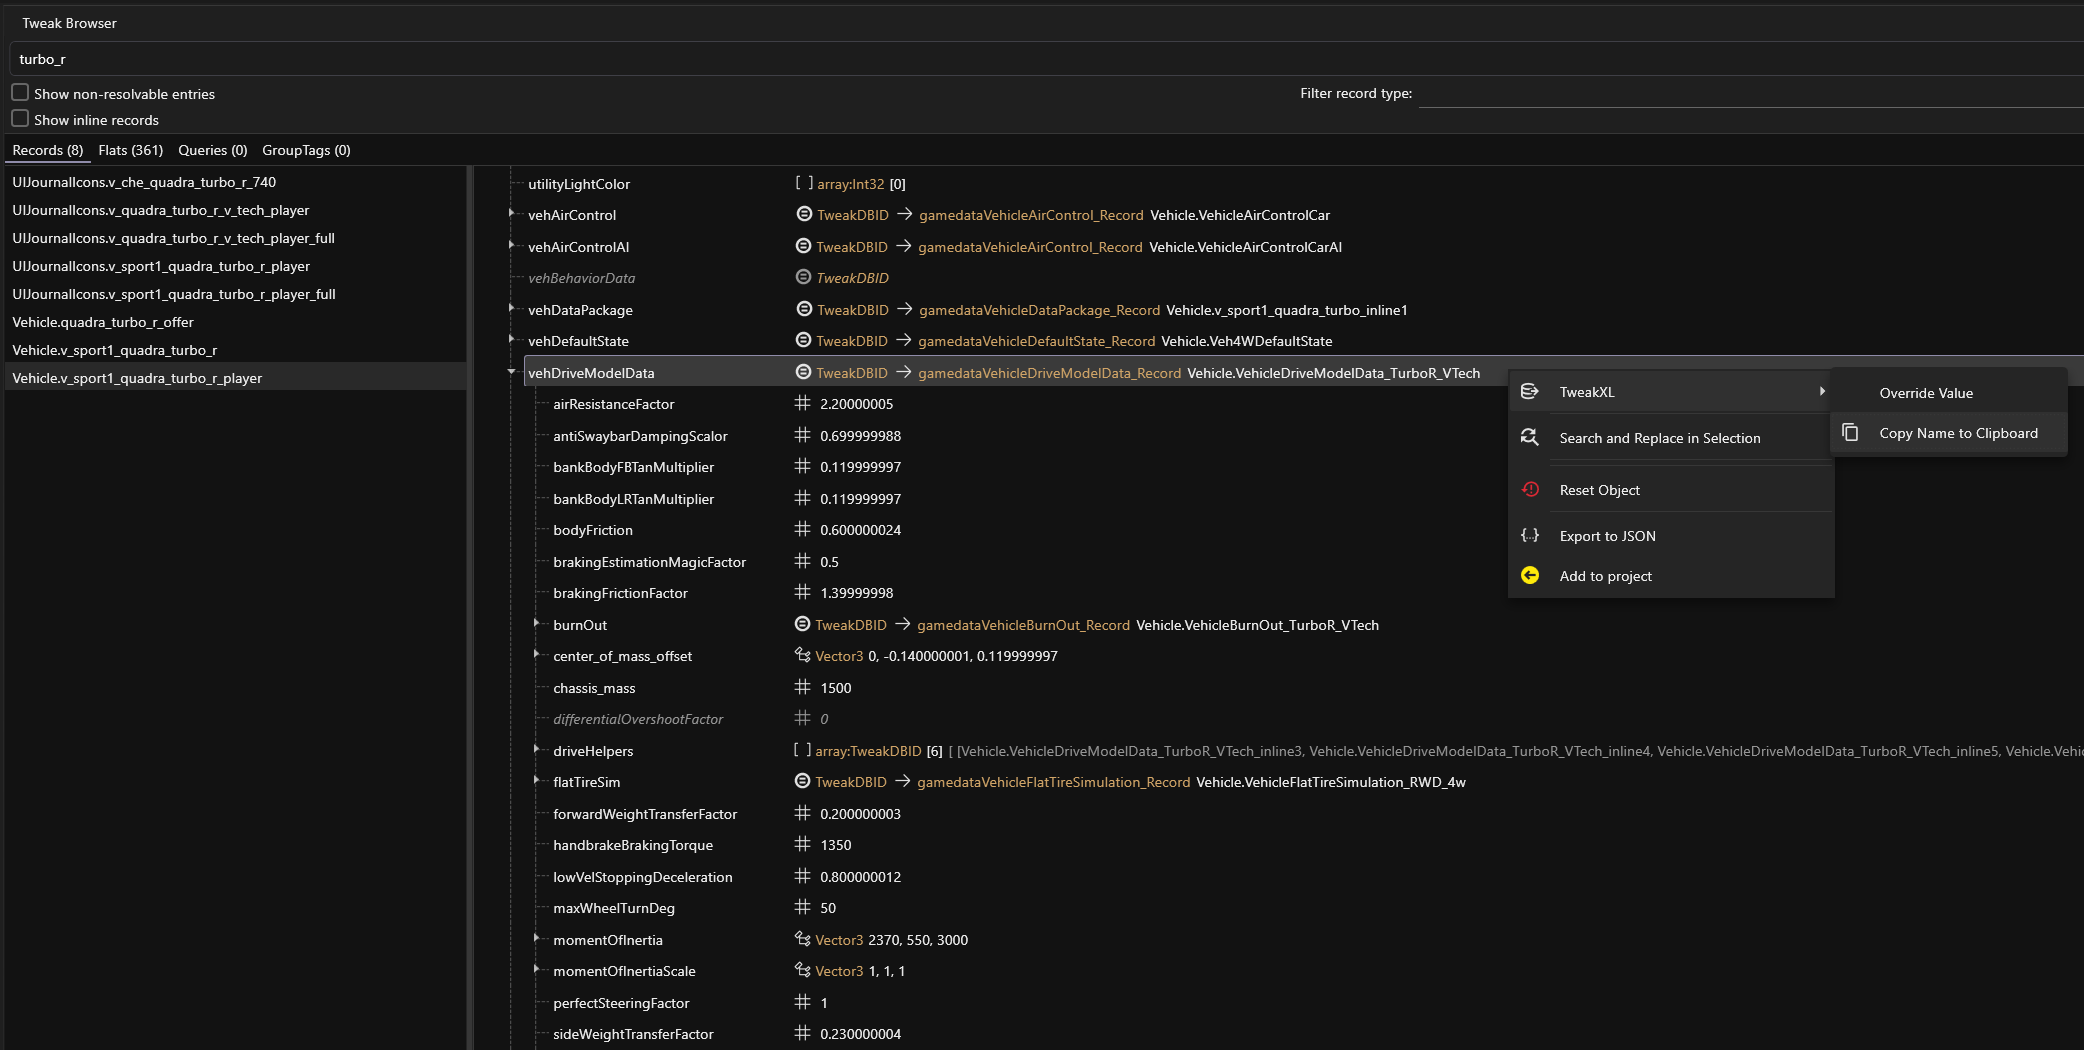 Tweak Browser
turbo_r
Show non-resolvable entries
Filter record type:
Show inline records
Records (8) Flats (361) Queries (0) GroupTags (0)
UIJournalIcons.v_che_quadra_turbo_r_740
UIJournalIcons.v_quadra_turbo_r_v_tech_player
UIJournalIcons.v_quadra_turbo_r_v_tech_player_full
UIJournalIcons.v_sport1_quadra_turbo_r_player
UIJournalIcons.v_sport1_quadra_turbo_r_player_full
Vehicle.quadra_turbo_r_offer
Vehicle.v_sport1_quadra_turbo_r
Vehicle.v_sport1_quadra_turbo_r_player
utilityLightColor [ ] array:Int32 [0]
vehAirControl TweakDBID → gamedataVehicleAirControl_Record Vehicle.VehicleAirControlCar
vehAirControlAI TweakDBID → gamedataVehicleAirControl_Record Vehicle.VehicleAirControlCarAI
vehBehaviorData TweakDBID
vehDataPackage TweakDBID → gamedataVehicleDataPackage_Record Vehicle.v_sport1_quadra_turbo_inline1
vehDefaultState TweakDBID → gamedataVehicleDefaultState_Record Vehicle.Veh4WDefaultState
vehDriveModelData TweakDBID → gamedataVehicleDriveModelData_Record Vehicle.VehicleDriveModelData_TurboR_VTech
airResistanceFactor # 2.20000005
antiSwaybarDampingScalor # 0.699999988
bankBodyFBTanMultiplier # 0.119999997
bankBodyLRTanMultiplier # 0.119999997
bodyFriction # 0.600000024
brakingEstimationMagicFactor # 0.5
brakingFrictionFactor # 1.39999998
burnOut TweakDBID → gamedataVehicleBurnOut_Record Vehicle.VehicleBurnOut_TurboR_VTech
center_of_mass_offset Vector3 0, -0.140000001, 0.119999997
chassis_mass # 1500
differentialOvershootFactor # 0
driveHelpers [ ] array:TweakDBID [6] [ [Vehicle.VehicleDriveModelData_TurboR_VTech_inline3, Vehicle.VehicleDriveModelData_TurboR_VTech_inline4, Vehicle.VehicleDriveModelData_TurboR_VTech_inline5, Vehicle.Vehi
flatTireSim TweakDBID → gamedataVehicleFlatTireSimulation_Record Vehicle.VehicleFlatTireSimulation_RWD_4w
forwardWeightTransferFactor # 0.200000003
handbrakeBrakingTorque # 1350
lowVelStoppingDeceleration # 0.800000012
maxWheelTurnDeg # 50
momentOfInertia Vector3 2370, 550, 3000
momentOfInertiaScale Vector3 1, 1, 1
perfectSteeringFactor # 1
sideWeightTransferFactor # 0.230000004
TweakXL
Search and Replace in Selection
Reset Object
Export to JSON
Add to project
Override Value
Copy Name to Clipboard